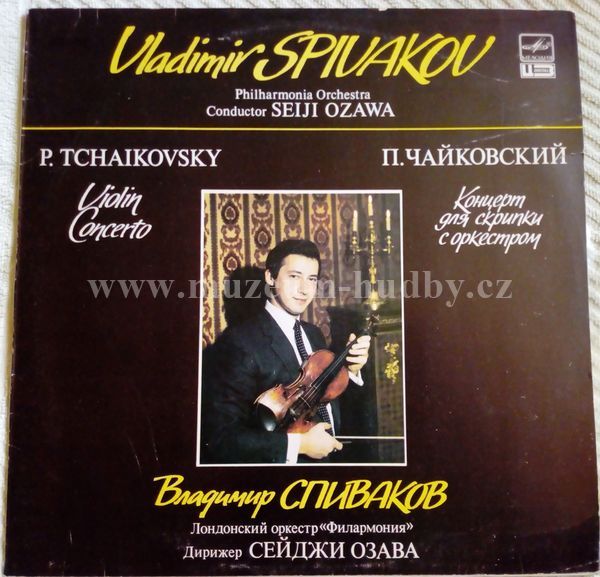 Vladimir SPIVAKOV
МЕЛОДИЯ
Philharmonia Orchestra
Conductor SEIJI OZAWA
P. TCHAIKOVSKY
П. ЧАЙКОВСКИЙ
Violin
Concerto
Концерт
для скрипки
с оркестром
www.muzeum-hudby.cz
Владимир СПИВАКОВ
Лондонский оркестр «Филармония»
Дирижер СЕЙДЖИ ОЗАВА